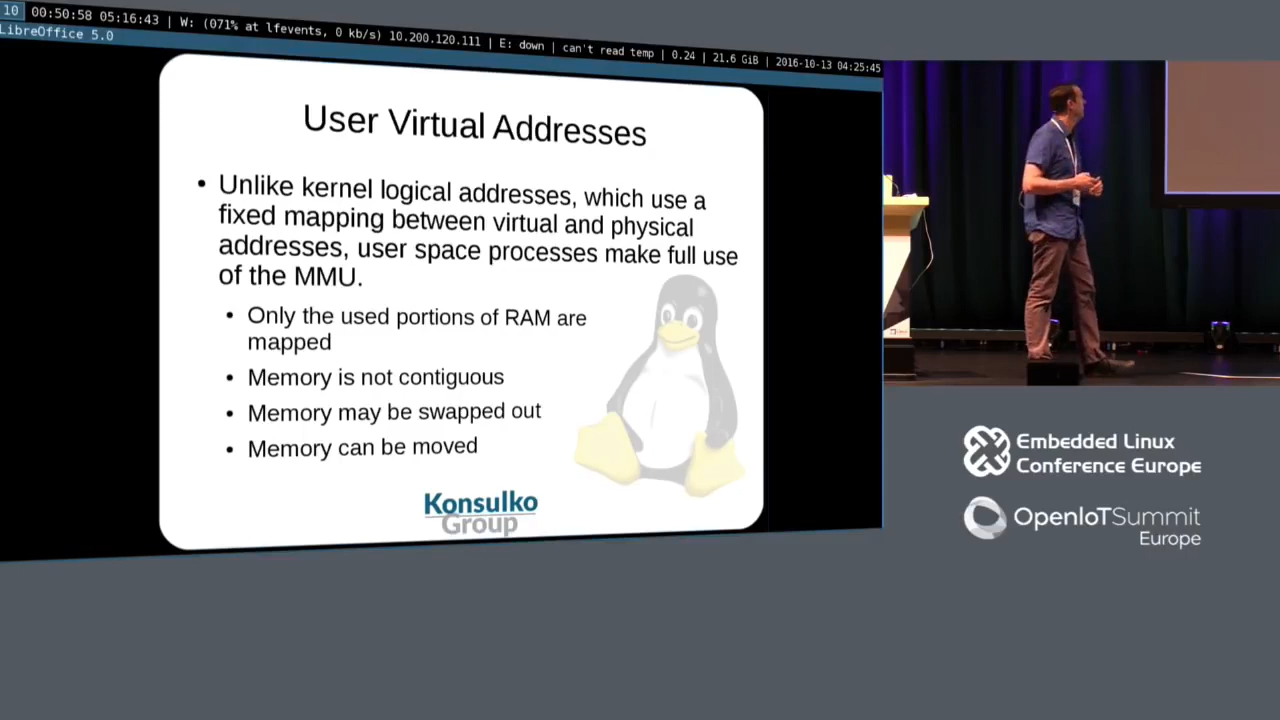 10 00:50:58 05:16:43 | W: (071% at lfevents, 0 kb/s) 10.200.120.111 | E: down | can't read temp | 0.24 | 21.6 GiB | 2016-10-13 04:25:45
LibreOffice 5.0
User Virtual Addresses
• Unlike kernel logical addresses, which use a
fixed mapping between virtual and physical
addresses, user space processes make full use
of the MMU.
• Only the used portions of RAM are
mapped
• Memory is not contiguous
• Memory may be swapped out
• Memory can be moved
Konsulko
Group
Embedded Linux
Conference Europe
OpenIoTSummit
Europe